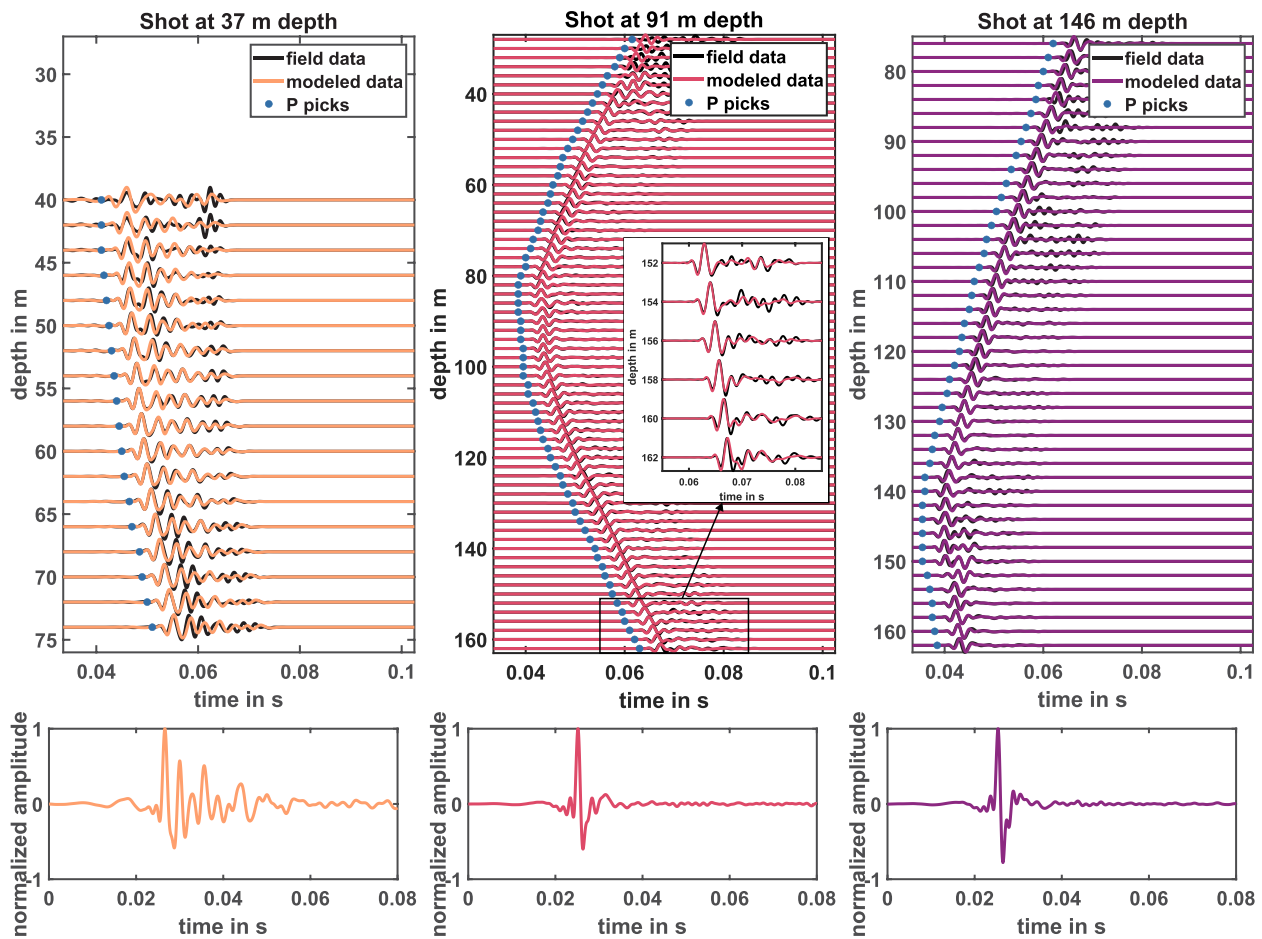 Shot at 37 m depth
field data
modeled data
P picks
30
35
40
45
50
55
60
65
70
75
depth in m
0.04
0.06
0.08
0.1
time in s
Shot at 91 m depth
field data
modeled data
P picks
40
60
80
100
120
140
160
depth in m
152
154
156
158
160
162
depth in m
0.06
0.07
0.08
time in s
0.04
0.06
0.08
0.1
time in s
Shot at 146 m depth
field data
modeled data
P picks
80
90
100
110
120
130
140
150
160
depth in m
0.04
0.06
0.08
0.1
time in s
normalized amplitude
1
0
-1
0
0.02
0.04
0.06
0.08
time in s
normalized amplitude
1
0
-1
0
0.02
0.04
0.06
0.08
time in s
normalized amplitude
1
0
-1
0
0.02
0.04
0.06
0.08
time in s